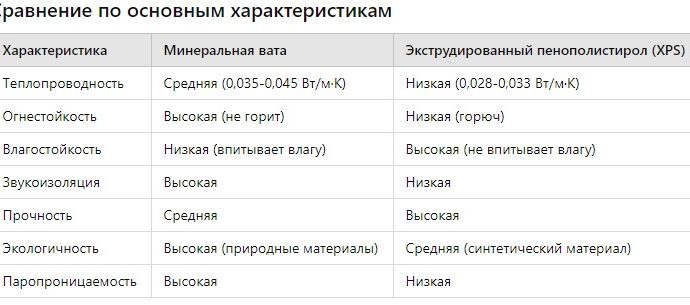 Сравнение по основным характеристикам
Характеристика Минеральная вата Экструдированный пенополистирол (XPS)
Теплопроводность Средняя (0,035-0,045 Вт/м·К) Низкая (0,028-0,033 Вт/м·К)
Огнестойкость Высокая (не горит) Низкая (горюч)
Влагостойкость Низкая (впитывает влагу) Высокая (не впитывает влагу)
Звукоизоляция Высокая Низкая
Прочность Средняя Высокая
Экологичность Высокая (природные материалы) Средняя (синтетический материал)
Паропроницаемость Высокая Низкая